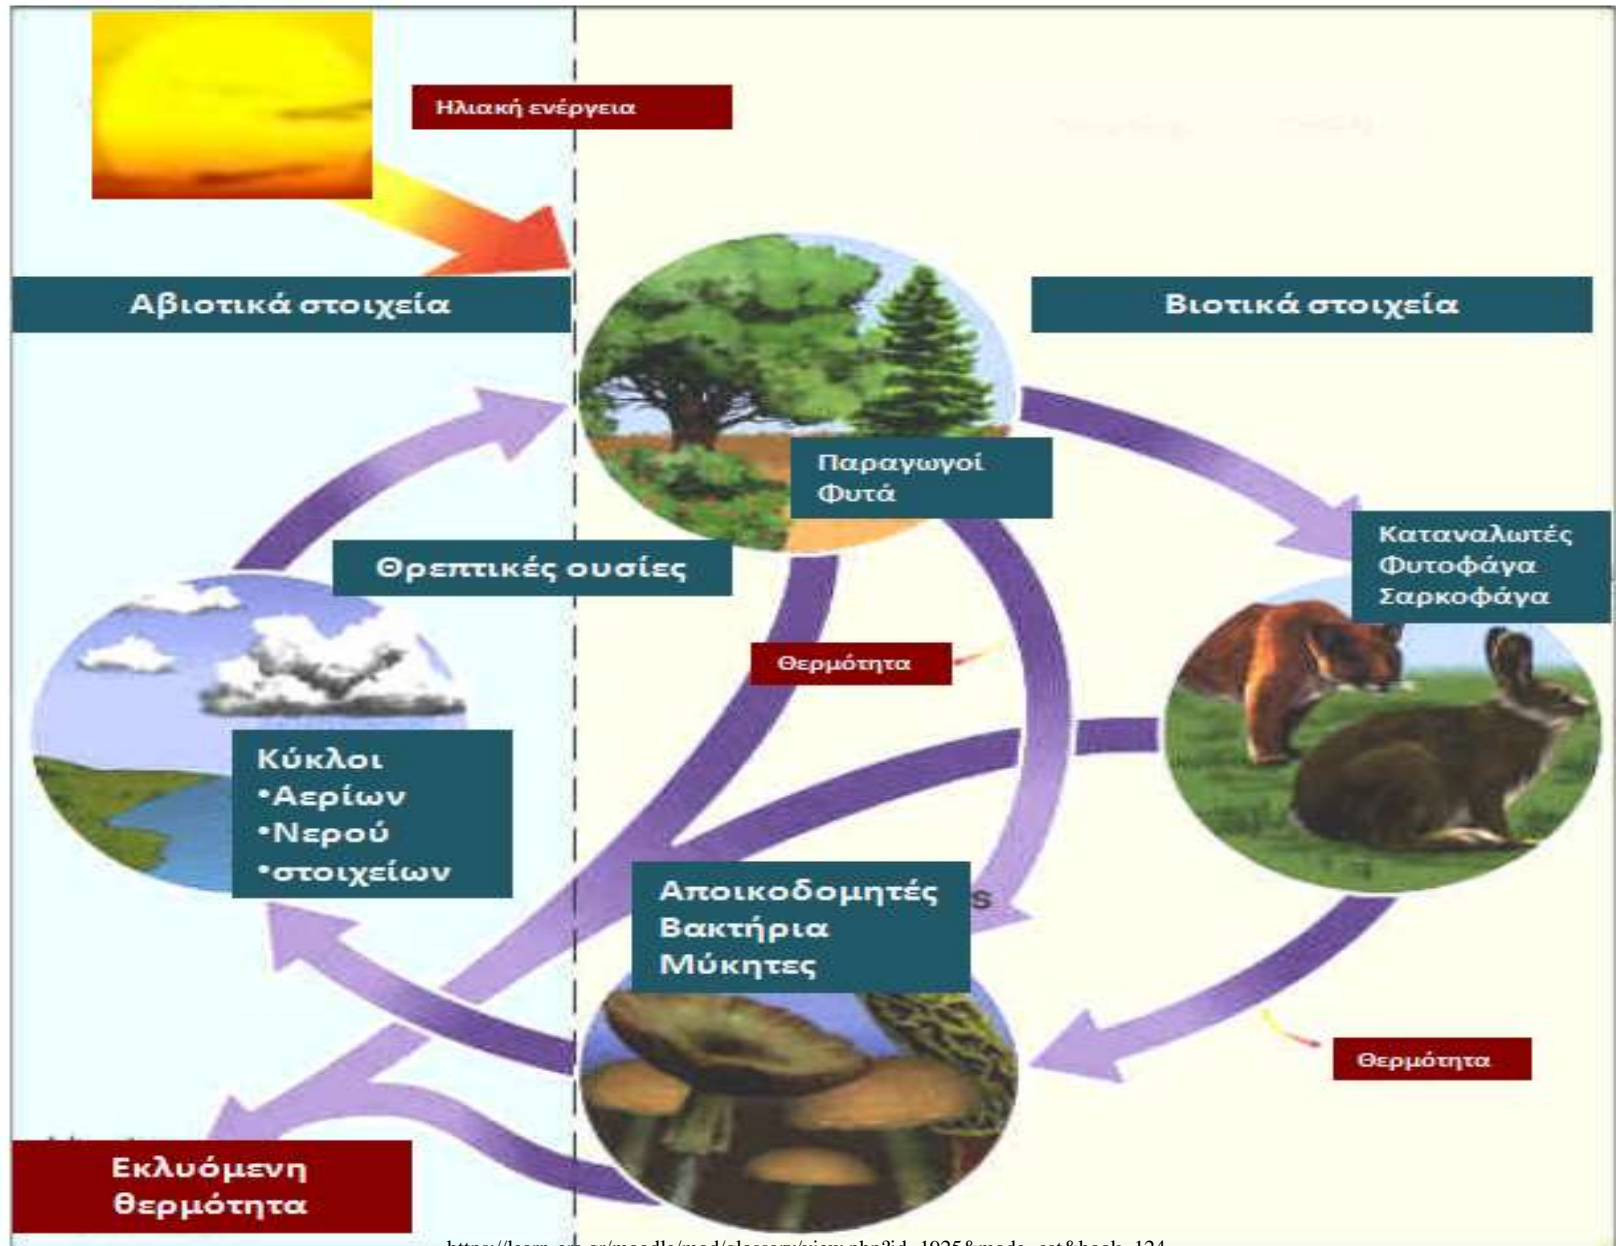 Ηλιακή ενέργεια
Αβιοτικά στοιχεία
Βιοτικά στοιχεία
Παραγωγοί
Φυτά
Καταναλωτές
Φυτοφάγα
Σαρκοφάγα
Θρεπτικές ουσίες
Θερμότητα
Κύκλοι
•Αερίων
•Νερού
•στοιχείων
Αποικοδομητές
Βακτήρια
Μύκητες
s
Θερμότητα
Εκλυόμενη
θερμότητα